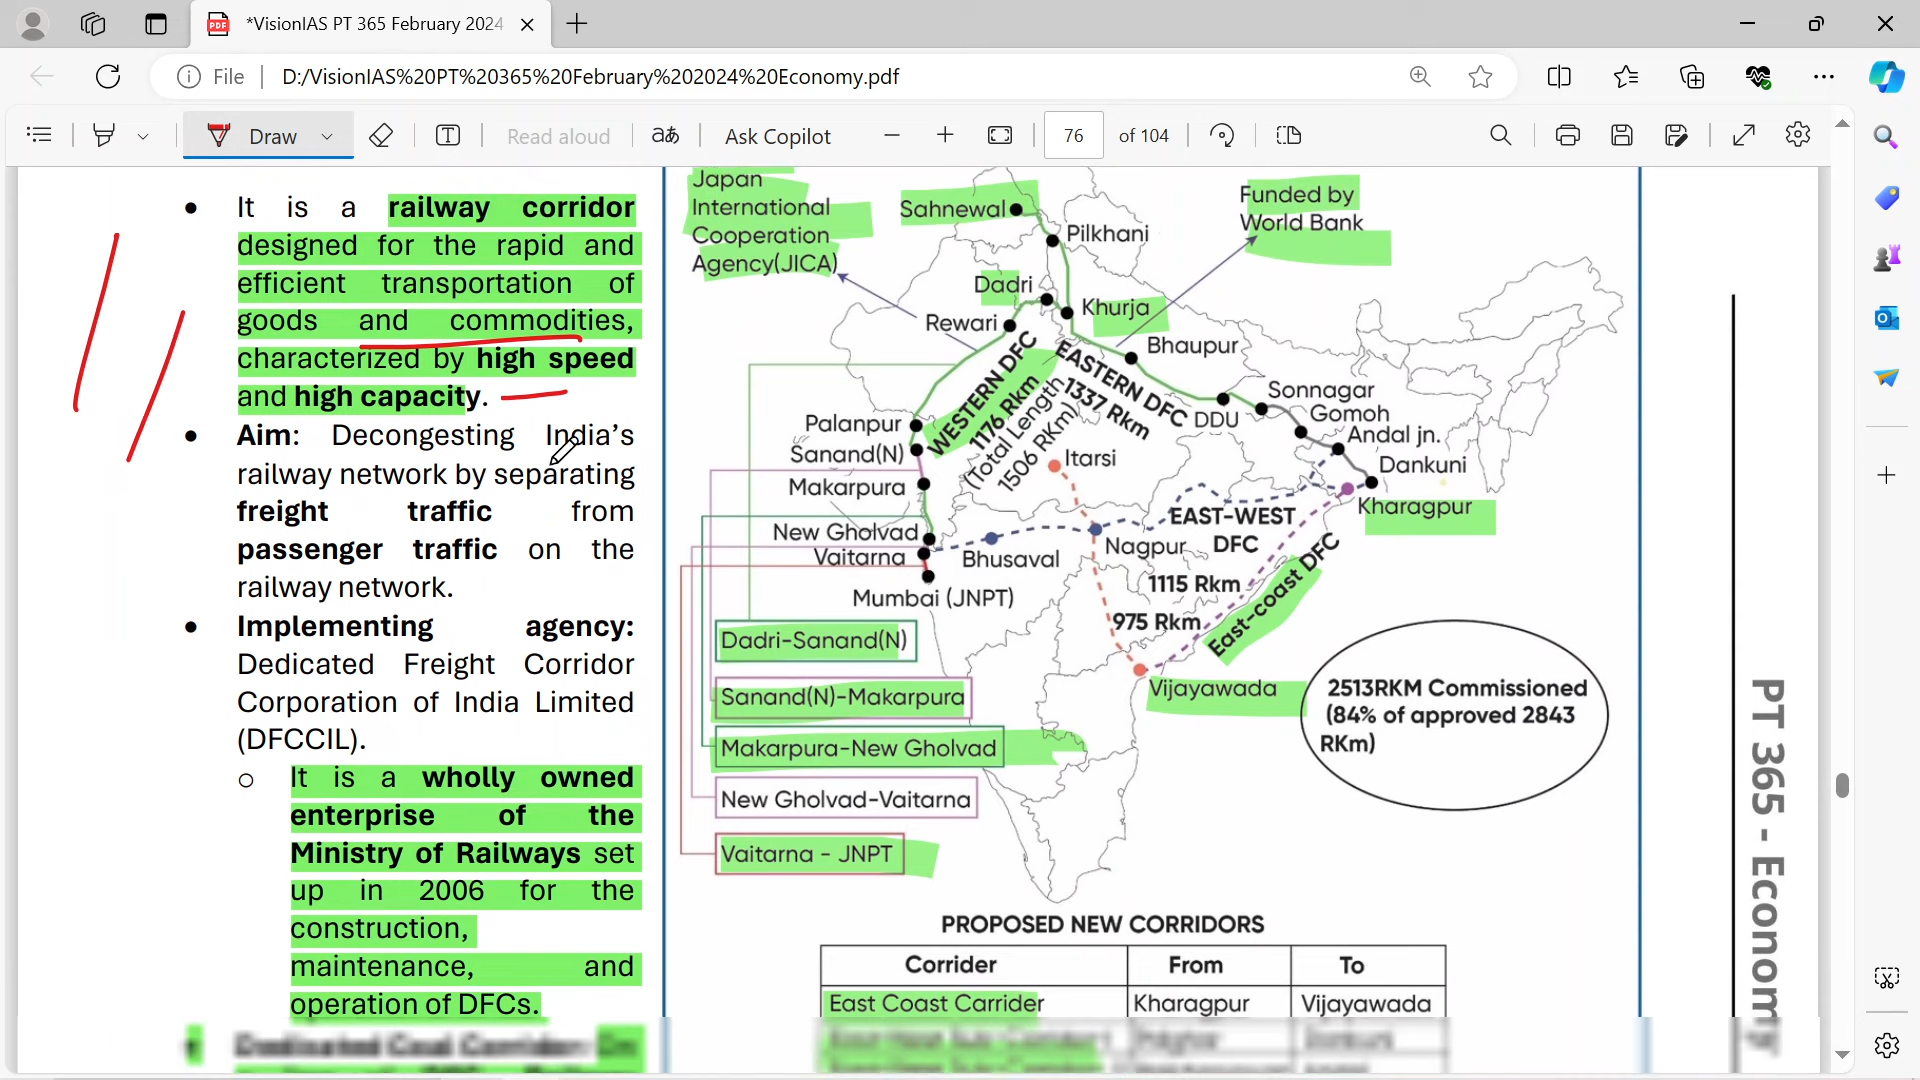 *VisionIAS PT 365 February 2024
File
D:/VisionIAS%20PT%20365%20February%202024%20Economy.pdf
Draw
Read aloud
aあ
Ask Copilot
76
of 104
• It is a railway corridor
designed for the rapid and
efficient transportation of
goods and commodities,
characterized by high speed
and high capacity.
• Aim: Decongesting India's
railway network by separating
freight traffic from
passenger traffic on the
railway network.
• Implementing agency:
Dedicated Freight Corridor
Corporation of India Limited
(DFCCIL).
o It is a wholly owned
enterprise of the
Ministry of Railways set
up in 2006 for the
construction,
maintenance, and
operation of DFCs.
Japan
International
Cooperation
Agency(JICA)
Funded by
World Bank
Sahnewal
Pilkhani
Dadri
Khurja
Rewari
Bhaupur
WESTERN DFC
1176 Rkm
(Total Length
1506 RKm)
EASTERN DFC
1337 Rkm
DDU
Sonnagar
Gomoh
Andal jn.
Dankuni
Kharagpur
Palanpur
Sanand(N)
Makarpura
New Gholvad
Vaitarna
Mumbai (JNPT)
Itarsi
Bhusaval
Nagpur
EAST-WEST
DFC
1115 Rkm
975 Rkm
East-coast DFC
Vijayawada
Dadri-Sanand(N)
Sanand(N)-Makarpura
Makarpura-New Gholvad
New Gholvad-Vaitarna
Vaitarna - JNPT
2513RKM Commissioned
(84% of approved 2843
RKm)
PROPOSED NEW CORRIDORS
Corrider From To
East Coast Carrider Kharagpur Vijayawada
PT 365 - Econom